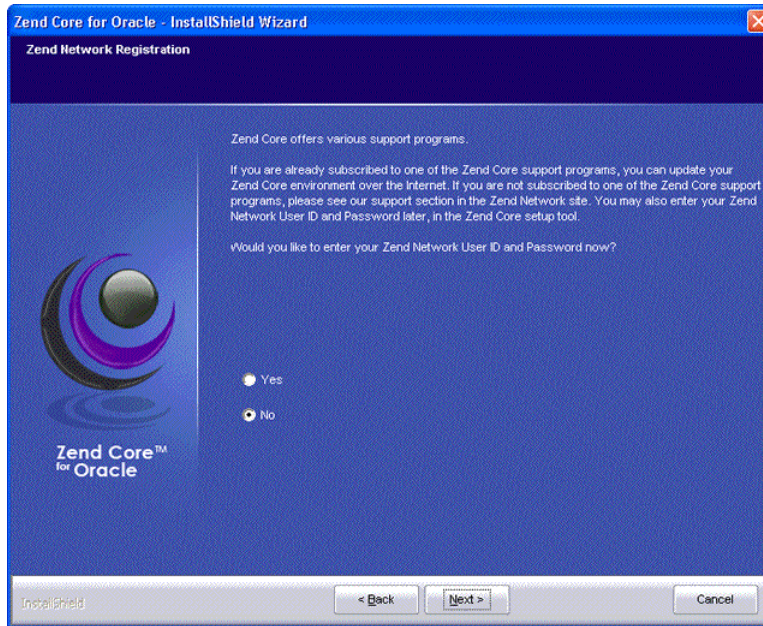 Zend Core for Oracle - InstallShield Wizard
Zend Network Registration
Zend Core offers various support programs.
If you are already subscribed to one of the Zend Core support programs, you can update your
Zend Core environment over the Internet. If you are not subscribed to one of the Zend Core support
programs, please see our support section in the Zend Network site. You may also enter your Zend
Network User ID and Password later, in the Zend Core setup tool.
Would you like to enter your Zend Network User ID and Password now?
Yes
No
Zend Core™
for Oracle
InstallShield
< Back
Next >
Cancel